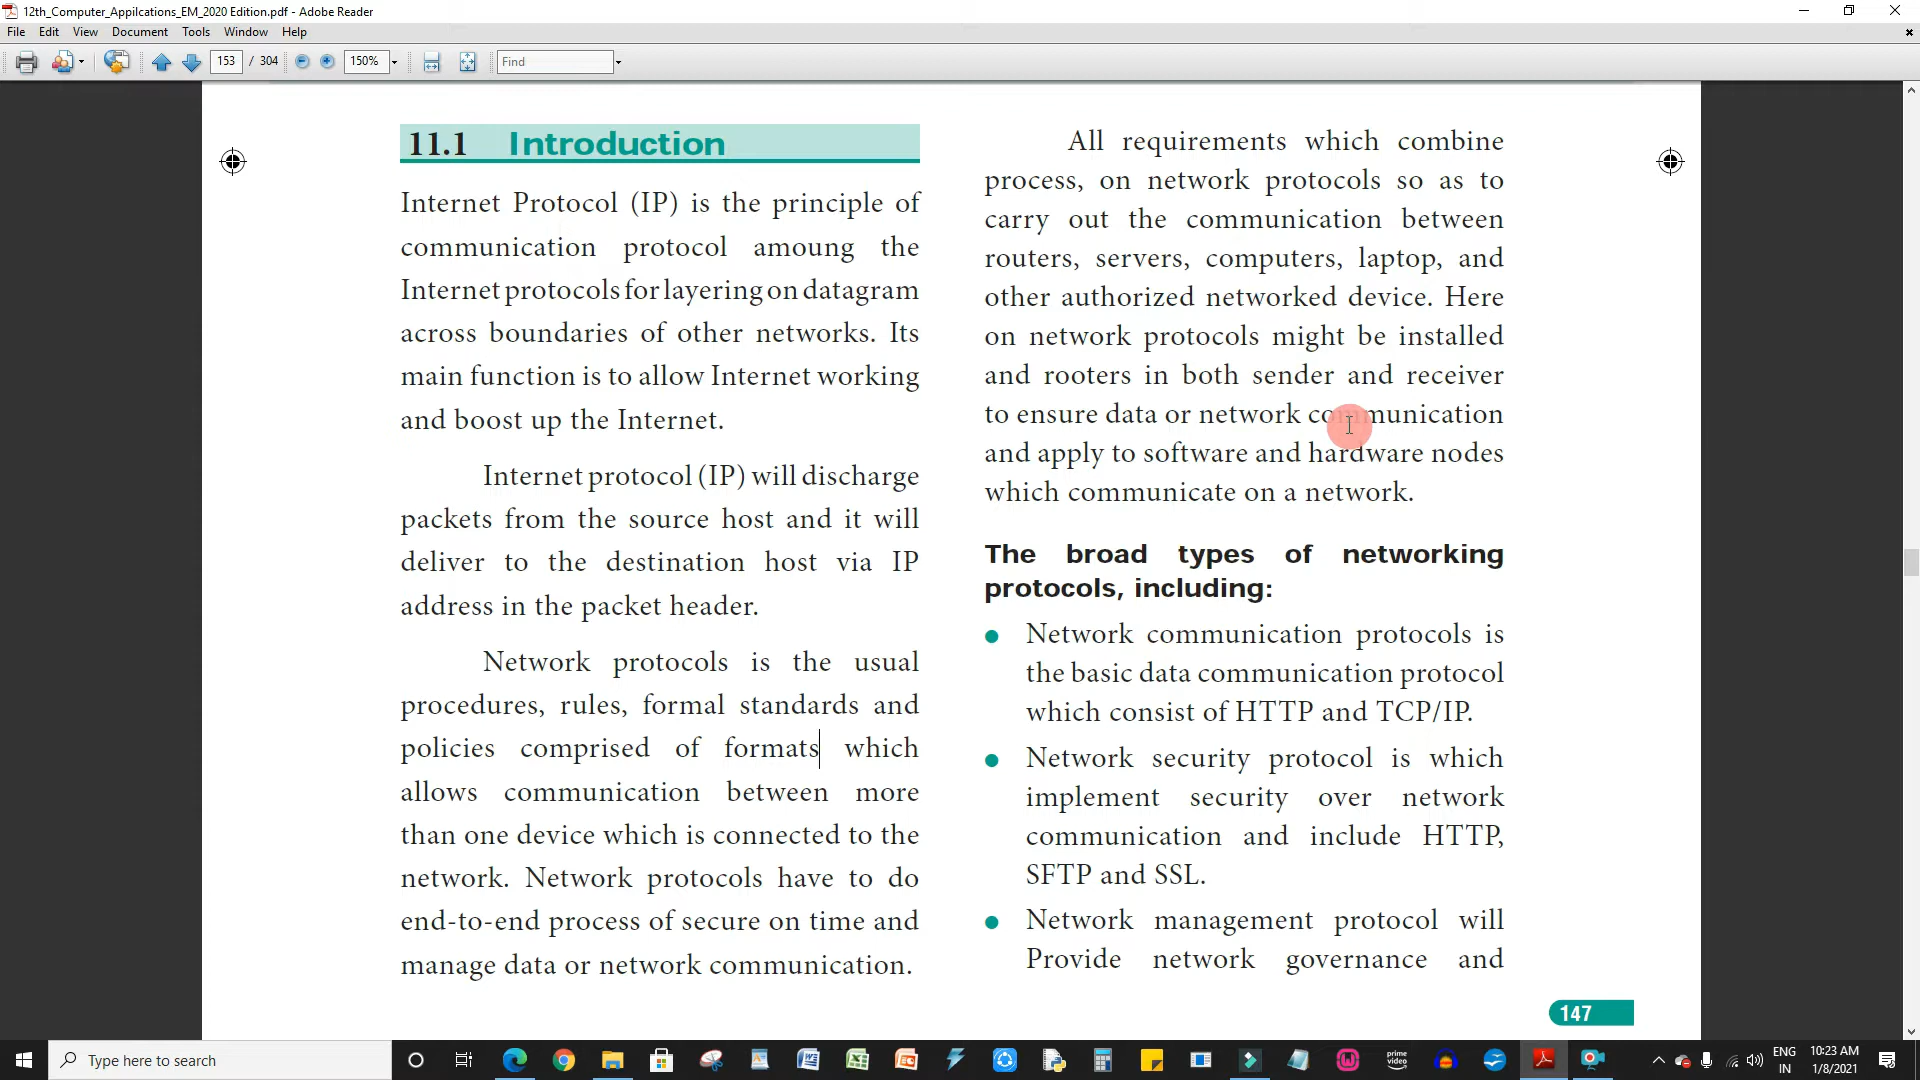 12th_Computer_Appilcations_EM_2020 Edition.pdf - Adobe Reader
File Edit View Document Tools Window Help
153 / 304 150% Find
11.1 Introduction
Internet Protocol (IP) is the principle of
communication protocol amoung the
Internet protocols for layering on datagram
across boundaries of other networks. Its
main function is to allow Internet working
and boost up the Internet.
Internet protocol (IP) will discharge
packets from the source host and it will
deliver to the destination host via IP
address in the packet header.
Network protocols is the usual
procedures, rules, formal standards and
policies comprised of formats which
allows communication between more
than one device which is connected to the
network. Network protocols have to do
end-to-end process of secure on time and
manage data or network communication.
All requirements which combine
process, on network protocols so as to
carry out the communication between
routers, servers, computers, laptop, and
other authorized networked device. Here
on network protocols might be installed
and rooters in both sender and receiver
to ensure data or network communication
and apply to software and hardware nodes
which communicate on a network.
The broad types of networking
protocols, including:
Network communication protocols is
the basic data communication protocol
which consist of HTTP and TCP/IP.
Network security protocol is which
implement security over network
communication and include HTTP,
SFTP and SSL.
Network management protocol will
Provide network governance and
147
Type here to search
prime video
ENG
IN
10:23 AM
1/8/2021